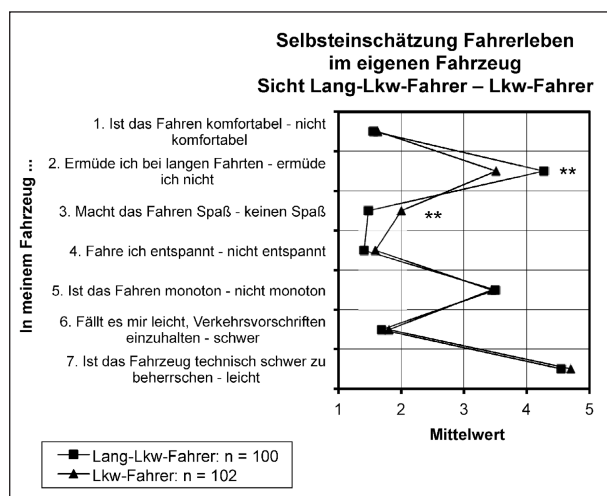 Selbsteinschätzung Fahrerleben
im eigenen Fahrzeug
Sicht Lang-Lkw-Fahrer – Lkw-Fahrer
In meinem Fahrzeug ...
1. Ist das Fahren komfortabel - nicht
komfortabel
2. Ermüde ich bei langen Fahrten - ermüde
ich nicht
**
3. Macht das Fahren Spaß - keinen Spaß
**
4. Fahre ich entspannt - nicht entspannt
5. Ist das Fahren monoton - nicht monoton
6. Fällt es mir leicht, Verkehrsvorschriften
einzuhalten - schwer
7. Ist das Fahrzeug technisch schwer zu
beherrschen - leicht
1 2 3 4 5
Mittelwert
Lang-Lkw-Fahrer: n = 100
Lkw-Fahrer: n = 102